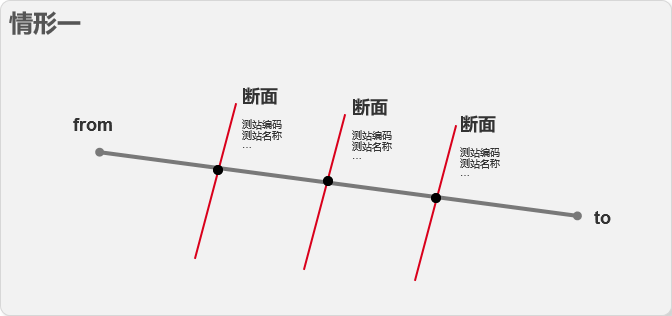 情形一
from
断面
测站编码
测站名称
...
断面
测站编码
测站名称
...
断面
测站编码
测站名称
...
to